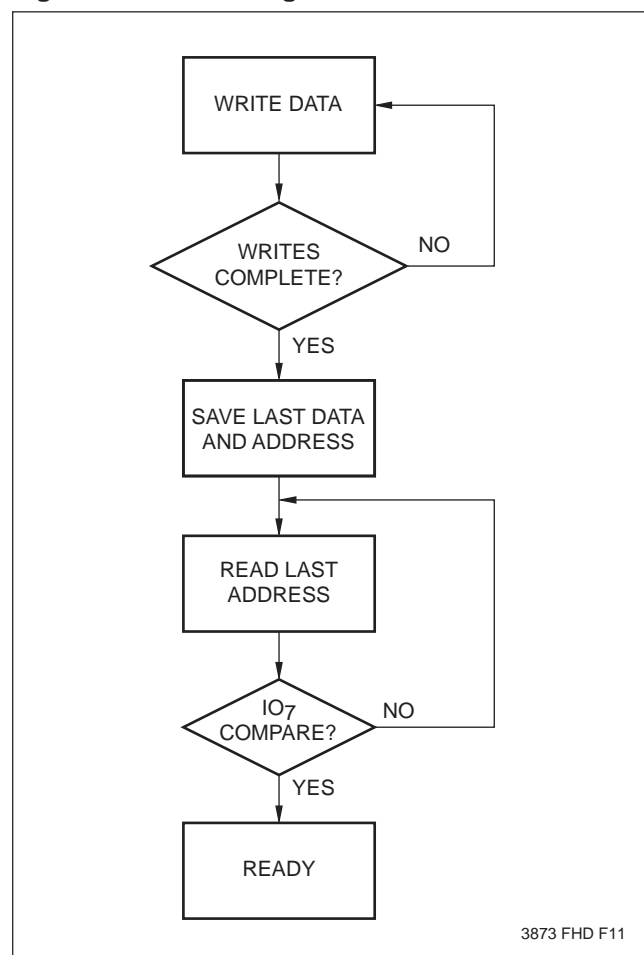 WRITE DATA
WRITES
COMPLETE?
NO
YES
SAVE LAST DATA
AND ADDRESS
READ LAST
ADDRESS
IO7
COMPARE?
NO
YES
READY
3873 FHD F11